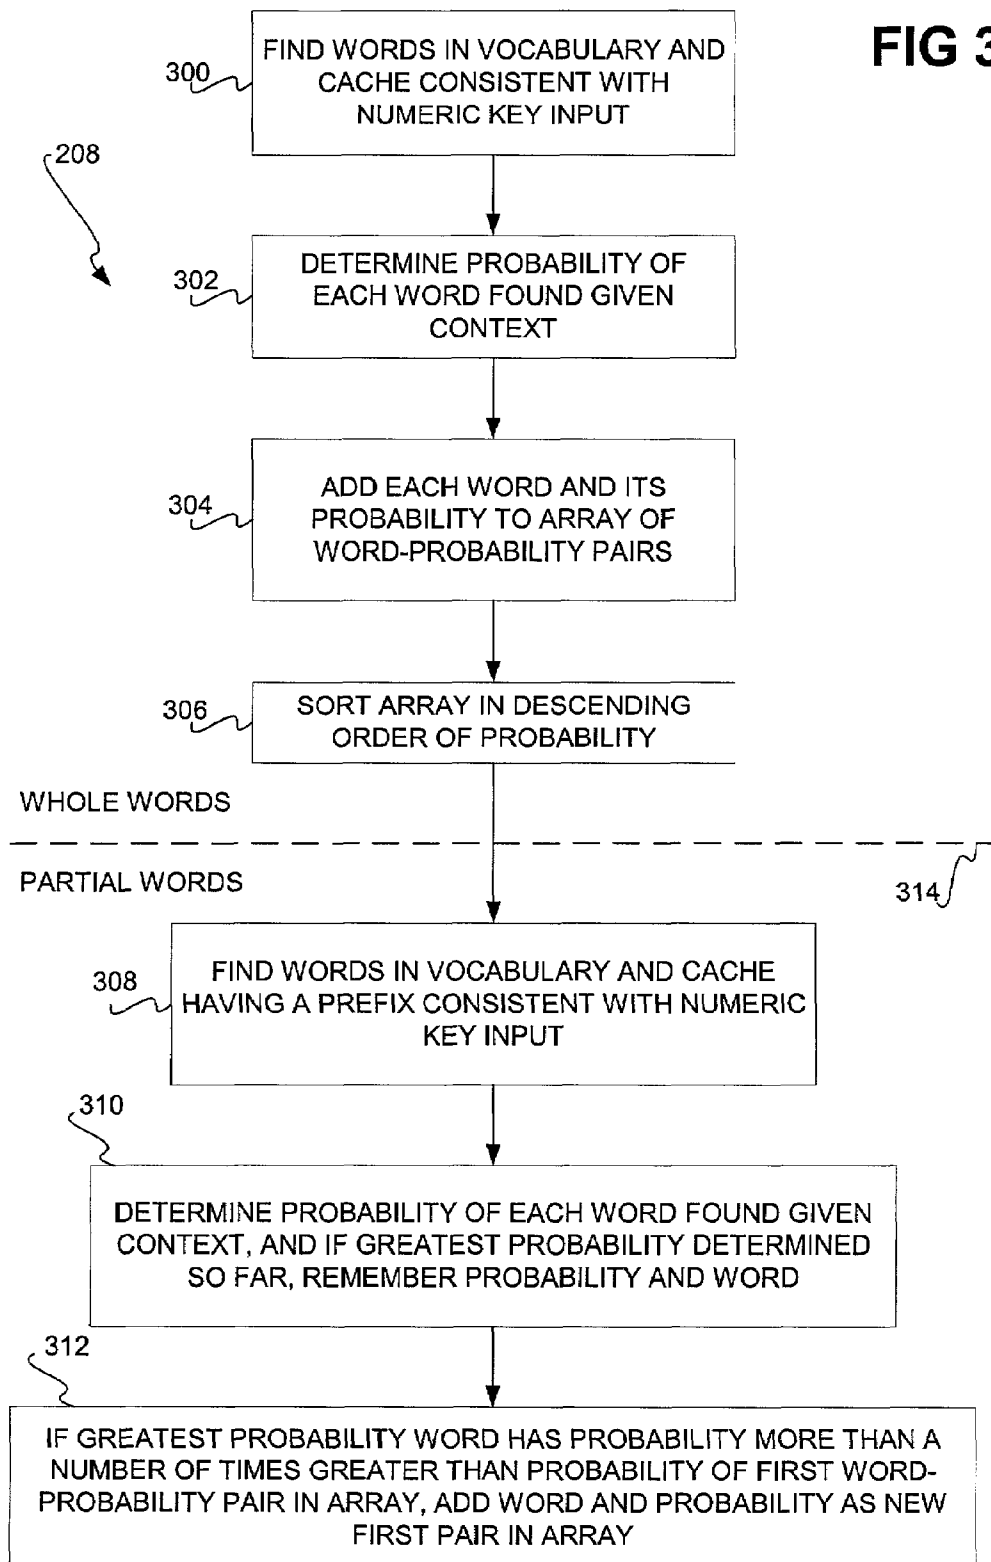 FIG 3
300
FIND WORDS IN VOCABULARY AND
CACHE CONSISTENT WITH
NUMERIC KEY INPUT
208
302
DETERMINE PROBABILITY OF
EACH WORD FOUND GIVEN
CONTEXT
304
ADD EACH WORD AND ITS
PROBABILITY TO ARRAY OF
WORD-PROBABILITY PAIRS
306
SORT ARRAY IN DESCENDING
ORDER OF PROBABILITY
WHOLE WORDS
PARTIAL WORDS
314
308
FIND WORDS IN VOCABULARY AND CACHE
HAVING A PREFIX CONSISTENT WITH NUMERIC
KEY INPUT
310
DETERMINE PROBABILITY OF EACH WORD FOUND GIVEN
CONTEXT, AND IF GREATEST PROBABILITY DETERMINED
SO FAR, REMEMBER PROBABILITY AND WORD
312
IF GREATEST PROBABILITY WORD HAS PROBABILITY MORE THAN A
NUMBER OF TIMES GREATER THAN PROBABILITY OF FIRST WORD-
PROBABILITY PAIR IN ARRAY, ADD WORD AND PROBABILITY AS NEW
FIRST PAIR IN ARRAY